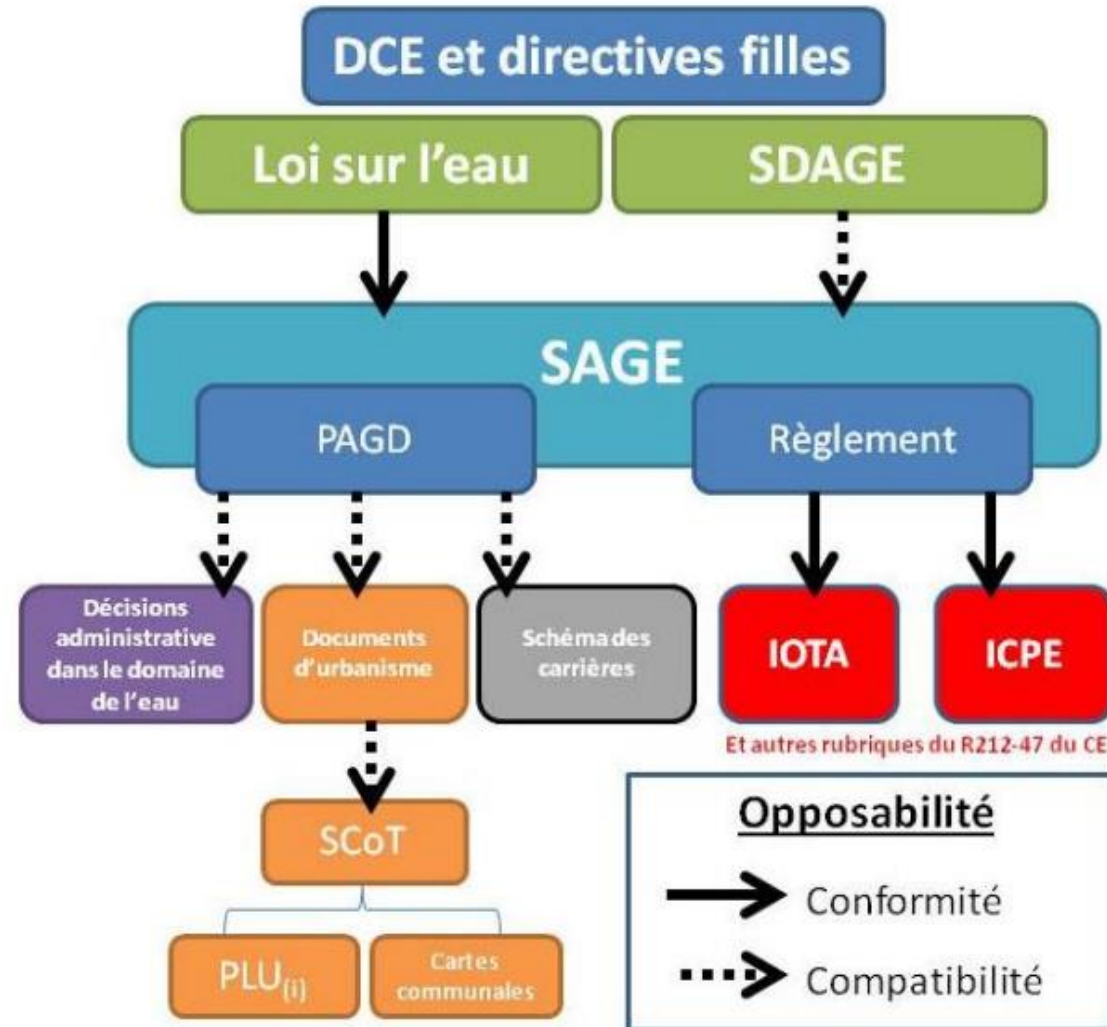 DCE et directives filles
Loi sur l'eau
SDAGE
SAGE
PAGD
Règlement
Décisions
administrative
dans le domaine
de l'eau
Documents
d'urbanisme
Schéma des
carrières
IOTA
ICPE
Et autres rubriques du R212-47 du CE
SCoT
PLU(i)
Cartes
communales
Opposabilité
Conformité
Compatibilité